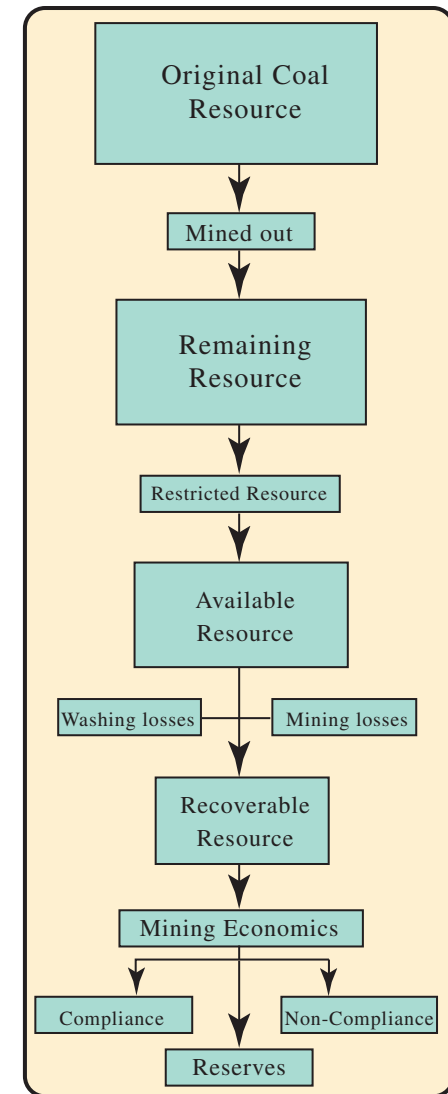 Original Coal
Resource
Mined out
Remaining
Resource
Restricted Resource
Available
Resource
Washing losses
Mining losses
Recoverable
Resource
Mining Economics
Compliance
Non-Compliance
Reserves